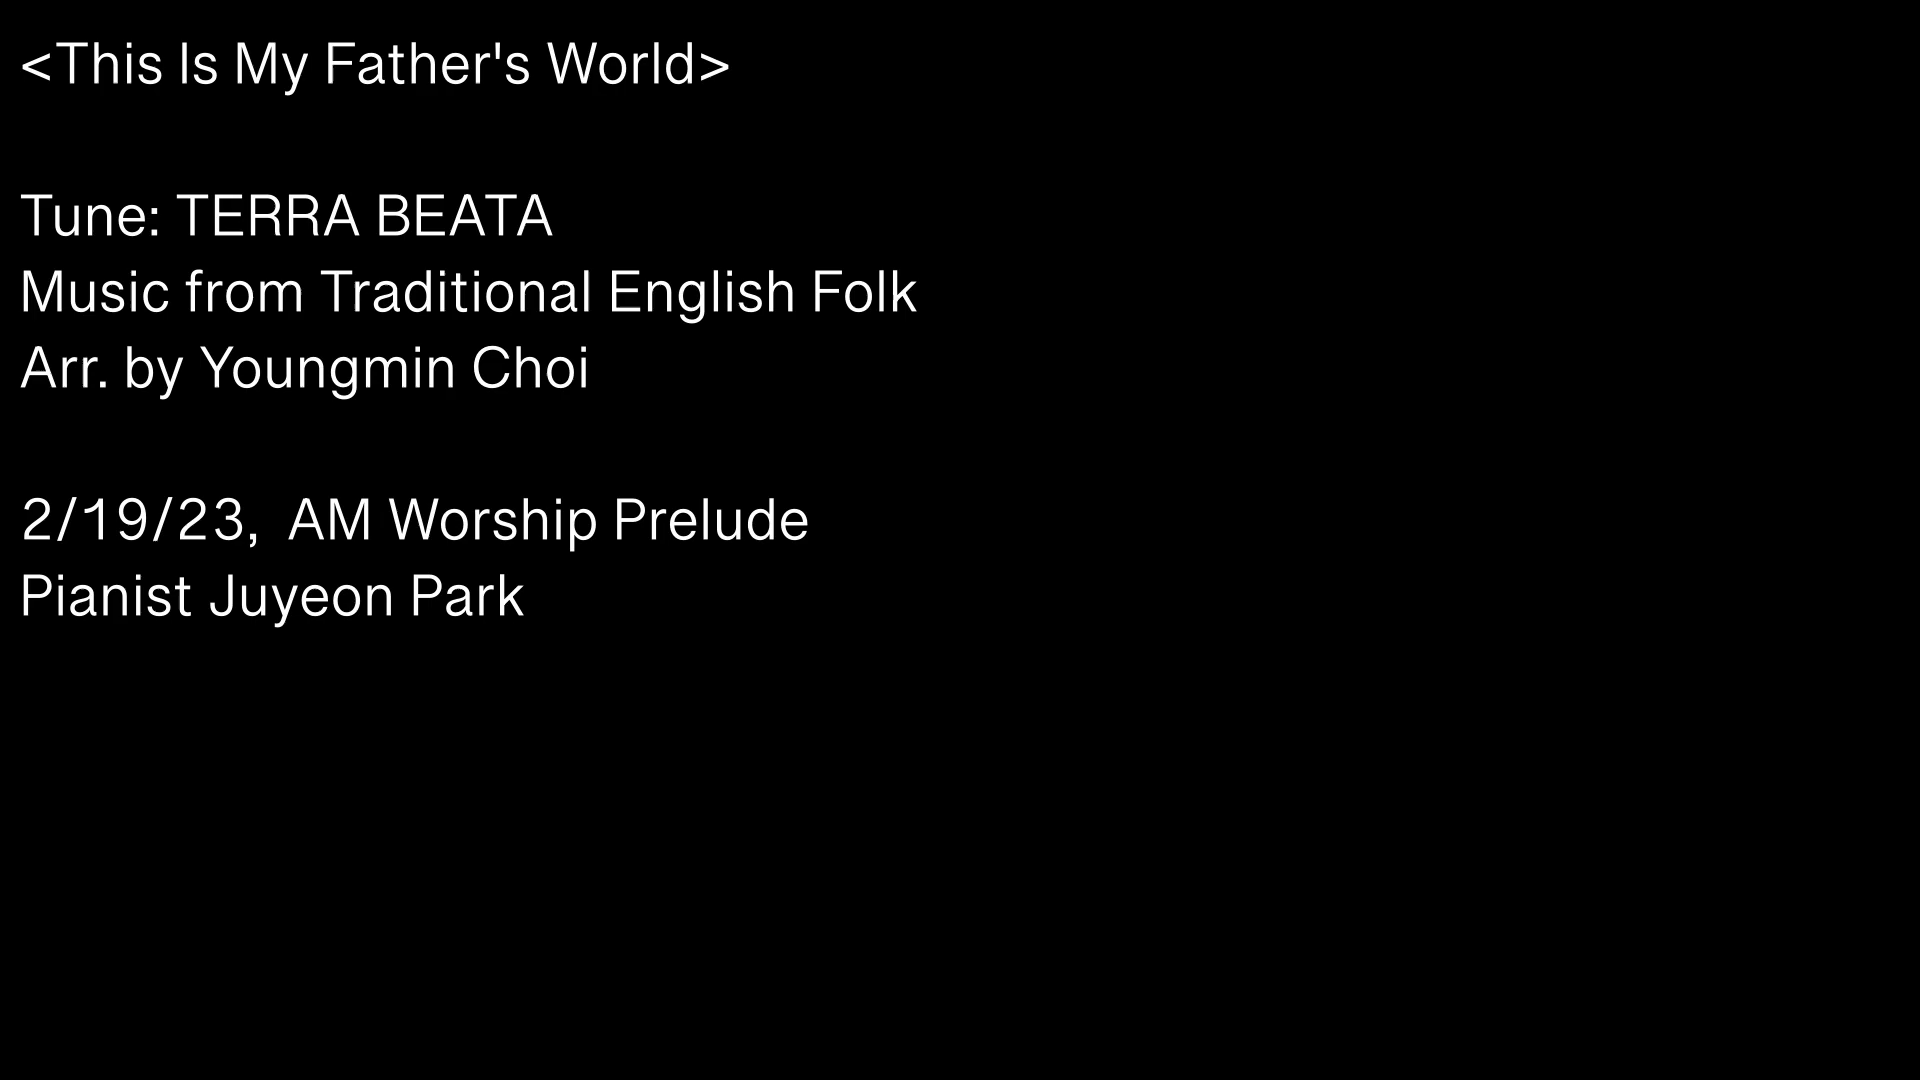 <This Is My Father's World>
Tune: TERRA BEATA
Music from Traditional English Folk
Arr. by Youngmin Choi
2/19/23,  AM Worship Prelude
Pianist Juyeon Park